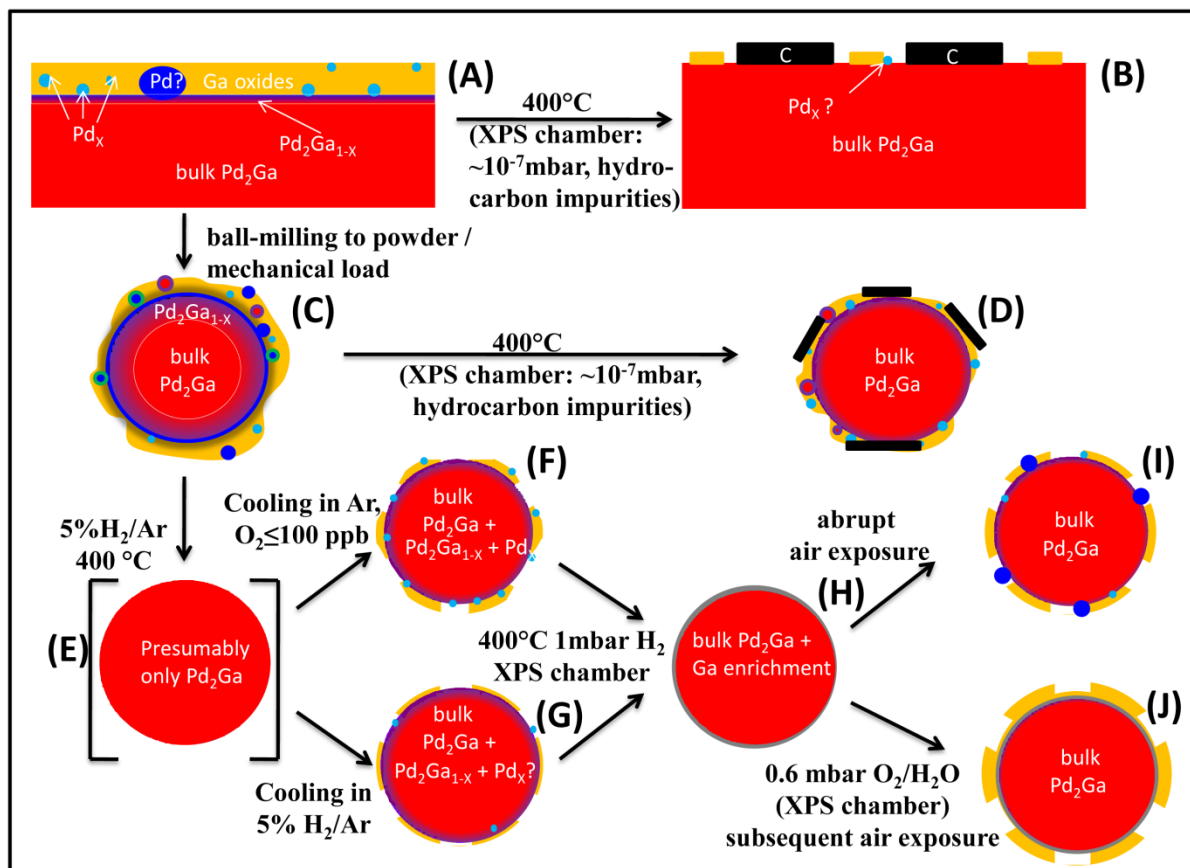 Pd? Ga oxides
(A)
Pdx
Pd₂Ga₁₋ₓ
bulk Pd₂Ga
400°C
(XPS chamber:
~10⁻⁷mbar, hydro-
carbon impurities)
C
C
(B)
Pdₓ ?
bulk Pd₂Ga
ball-milling to powder /
mechanical load
Pd₂Ga₁₋ₓ
bulk
Pd₂Ga
(C)
400°C
(XPS chamber: ~10⁻⁷mbar,
hydrocarbon impurities)
bulk
Pd₂Ga
(D)
5%H₂/Ar
400 °C
(E)
Presumably
only Pd₂Ga
Cooling in Ar,
O₂≤100 ppb
bulk
Pd₂Ga +
Pd₂Ga₁₋ₓ + Pdₓ
(F)
Cooling in
5% H₂/Ar
bulk
Pd₂Ga +
Pd₂Ga₁₋ₓ + Pdₓ?
(G)
400°C 1mbar H₂
XPS chamber
bulk Pd₂Ga +
Ga enrichment
(H)
abrupt
air exposure
bulk
Pd₂Ga
(I)
0.6 mbar O₂/H₂O
(XPS chamber)
subsequent air exposure
bulk
Pd₂Ga
(J)